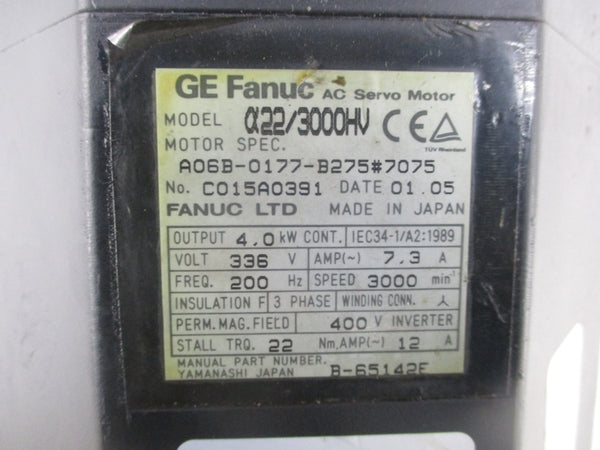 GE Fanuc AC Servo Motor
MODEL α22/3000HV CE
TÜV Rheinland
MOTOR SPEC.
A06B-0177-B275#7075
No. C015A0391 DATE 01.05
FANUC LTD MADE IN JAPAN
OUTPUT 4.0 kW CONT. IEC34-1/A2:1989
VOLT 336 V AMP(~) 7.3 A
FREQ. 200 Hz SPEED 3000 min⁻¹
INSULATION F 3 PHASE WINDING CONN. 人
PERM.MAG.FIELD 400 V INVERTER
STALL TRQ. 22 Nm,AMP(~) 12 A
MANUAL PART NUMBER.
YAMANASHI JAPAN B-65142E